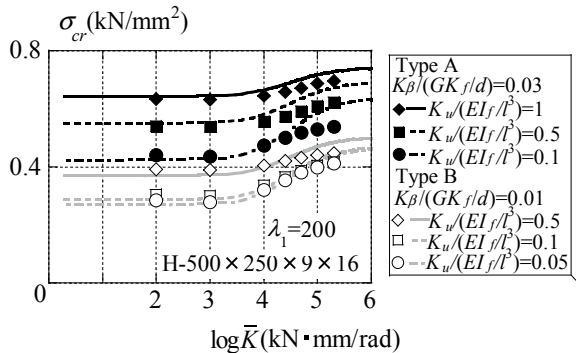 σcr(kN/mm²)
0.8
0.4
0
0 1 2 3 4 5 6
λ₁=200
H-500×250×9×16
log K̄ (kN・mm/rad)
Type A
Kβ/(GKf/d)=0.03
Ku/(EIf/l³)=1
Ku/(EIf/l³)=0.5
Ku/(EIf/l³)=0.1
Type B
Kβ/(GKf/d)=0.01
Ku/(EIf/l³)=0.5
Ku/(EIf/l³)=0.1
Ku/(EIf/l³)=0.05